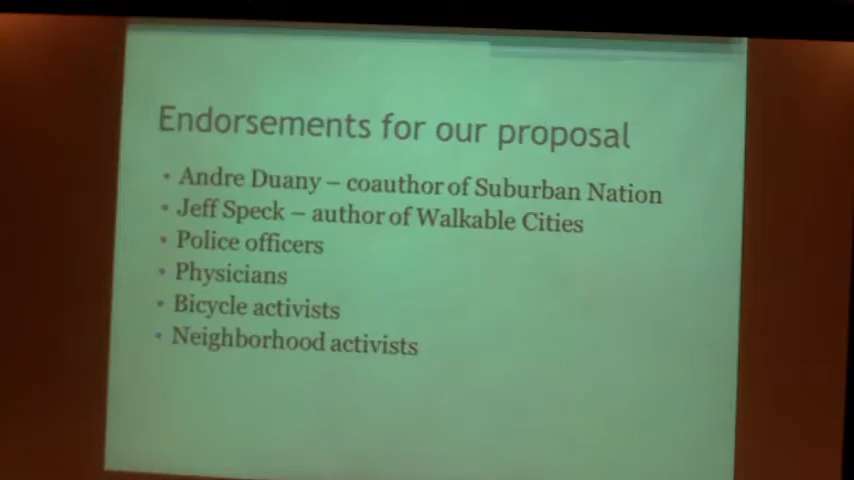 Endorsements for our proposal
• Andre Duany – coauthor of Suburban Nation
• Jeff Speck – author of Walkable Cities
• Police officers
• Physicians
• Bicycle activists
• Neighborhood activists